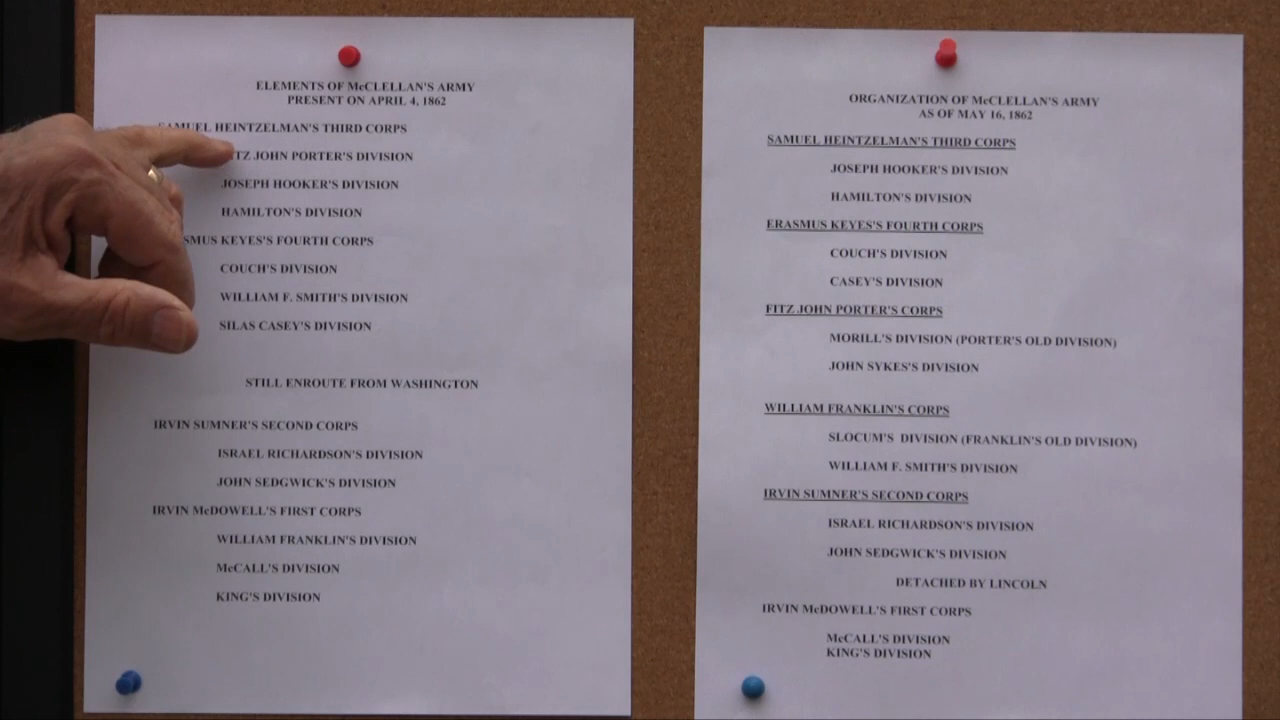 ELEMENTS OF McCLELLAN'S ARMY
PRESENT ON APRIL 4, 1862
SAMUEL HEINTZELMAN'S THIRD CORPS
JOHN PORTER'S DIVISION
JOSEPH HOOKER'S DIVISION
HAMILTON'S DIVISION
KEYES'S FOURTH CORPS
COUCH'S DIVISION
WILLIAM F. SMITH'S DIVISION
SILAS CASEY'S DIVISION
STILL ENROUTE FROM WASHINGTON
IRVIN SUMNER'S SECOND CORPS
ISRAEL RICHARDSON'S DIVISION
JOHN SEDGWICK'S DIVISION
IRVIN McDOWELL'S FIRST CORPS
WILLIAM FRANKLIN'S DIVISION
McCALL'S DIVISION
KING'S DIVISION
ORGANIZATION OF McCLELLAN'S ARMY
AS OF MAY 16, 1862
SAMUEL HEINTZELMAN'S THIRD CORPS
JOSEPH HOOKER'S DIVISION
HAMILTON'S DIVISION
ERASMUS KEYES'S FOURTH CORPS
COUCH'S DIVISION
CASEY'S DIVISION
FITZ JOHN PORTER'S CORPS
MORILL'S DIVISION (PORTER'S OLD DIVISION)
JOHN SYKES'S DIVISION
WILLIAM FRANKLIN'S CORPS
SLOCUM'S DIVISION (FRANKLIN'S OLD DIVISION)
WILLIAM F. SMITH'S DIVISION
IRVIN SUMNER'S SECOND CORPS
ISRAEL RICHARDSON'S DIVISION
JOHN SEDGWICK'S DIVISION
DETACHED BY LINCOLN
IRVIN McDOWELL'S FIRST CORPS
McCALL'S DIVISION
KING'S DIVISION